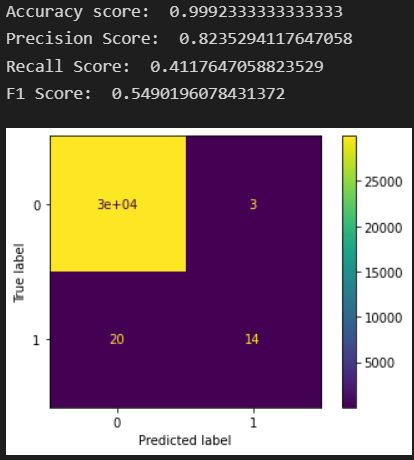 Accuracy score:  0.9992333333333333
Precision Score:  0.8235294117647058
Recall Score:  0.4117647058823529
F1 Score:  0.5490196078431372
0
3e+04
3
25000
20000
True label
15000
10000
1
20
14
5000
0
1
Predicted label